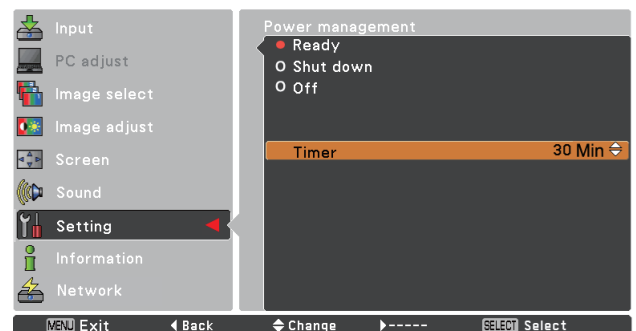 Input
PC adjust
Image select
Image adjust
Screen
Sound
Setting
Information
Network
Power management
Ready
Shut down
Off
Timer 30 Min
MENU Exit Back Change ----- SELECT Select